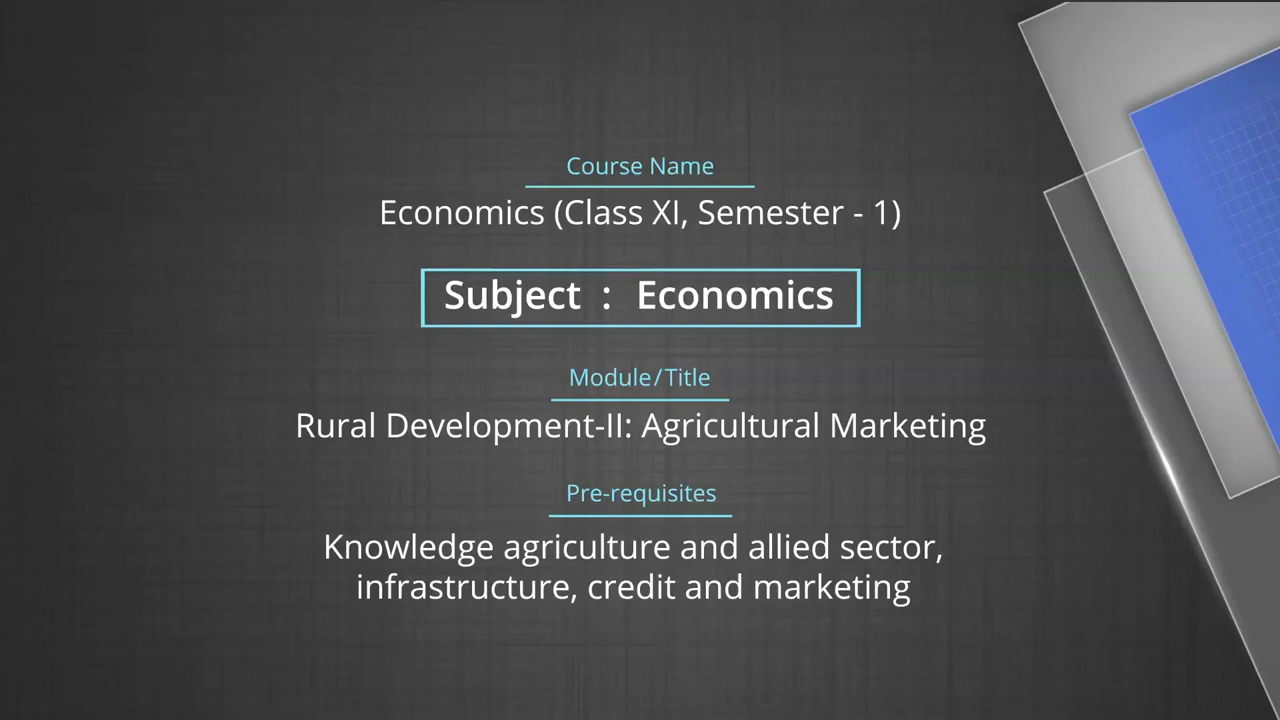 Course Name
Economics (Class XI, Semester - 1)
Subject : Economics
Module/Title
Rural Development-II: Agricultural Marketing
Pre-requisites
Knowledge agriculture and allied sector,
infrastructure, credit and marketing